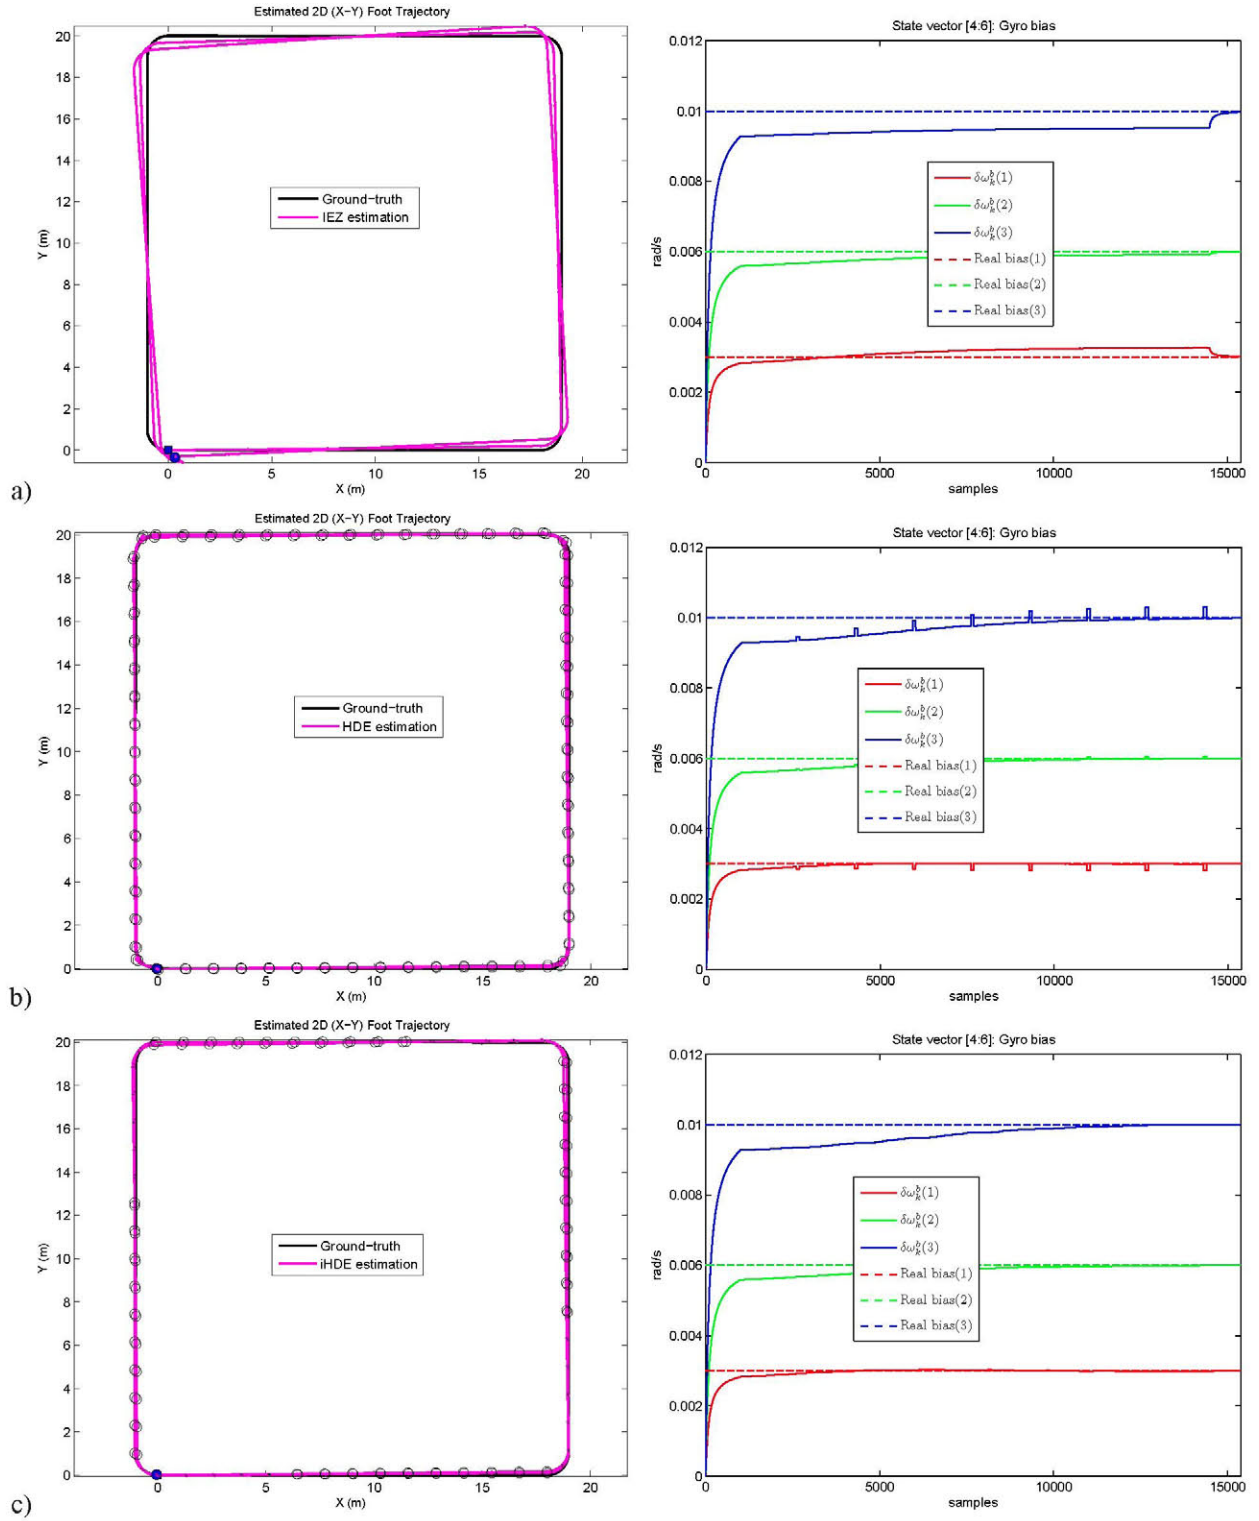 Estimated 2D (X−Y) Foot Trajectory
20
18
16
14
12
10
8
6
4
2
0
Y (m)
Ground−truth
IEZ estimation
0
5
10
15
20
X (m)
a)
State vector [4:6]: Gyro bias
0.012
0.01
0.008
0.006
0.004
0.002
0
rad/s
δω_k^b(1)
δω_k^b(2)
δω_k^b(3)
Real bias(1)
Real bias(2)
Real bias(3)
0
5000
10000
15000
samples
Estimated 2D (X−Y) Foot Trajectory
20
18
16
14
12
10
8
6
4
2
0
Y (m)
Ground−truth
HDE estimation
0
5
10
15
20
X (m)
b)
State vector [4:6]: Gyro bias
0.012
0.01
0.008
0.006
0.004
0.002
0
rad/s
δω_k^b(1)
δω_k^b(2)
δω_k^b(3)
Real bias(1)
Real bias(2)
Real bias(3)
0
5000
10000
15000
samples
Estimated 2D (X−Y) Foot Trajectory
20
18
16
14
12
10
8
6
4
2
0
Y (m)
Ground−truth
iHDE estimation
0
5
10
15
20
X (m)
c)
State vector [4:6]: Gyro bias
0.012
0.01
0.008
0.006
0.004
0.002
0
rad/s
δω_k^b(1)
δω_k^b(2)
δω_k^b(3)
Real bias(1)
Real bias(2)
Real bias(3)
0
5000
10000
15000
samples